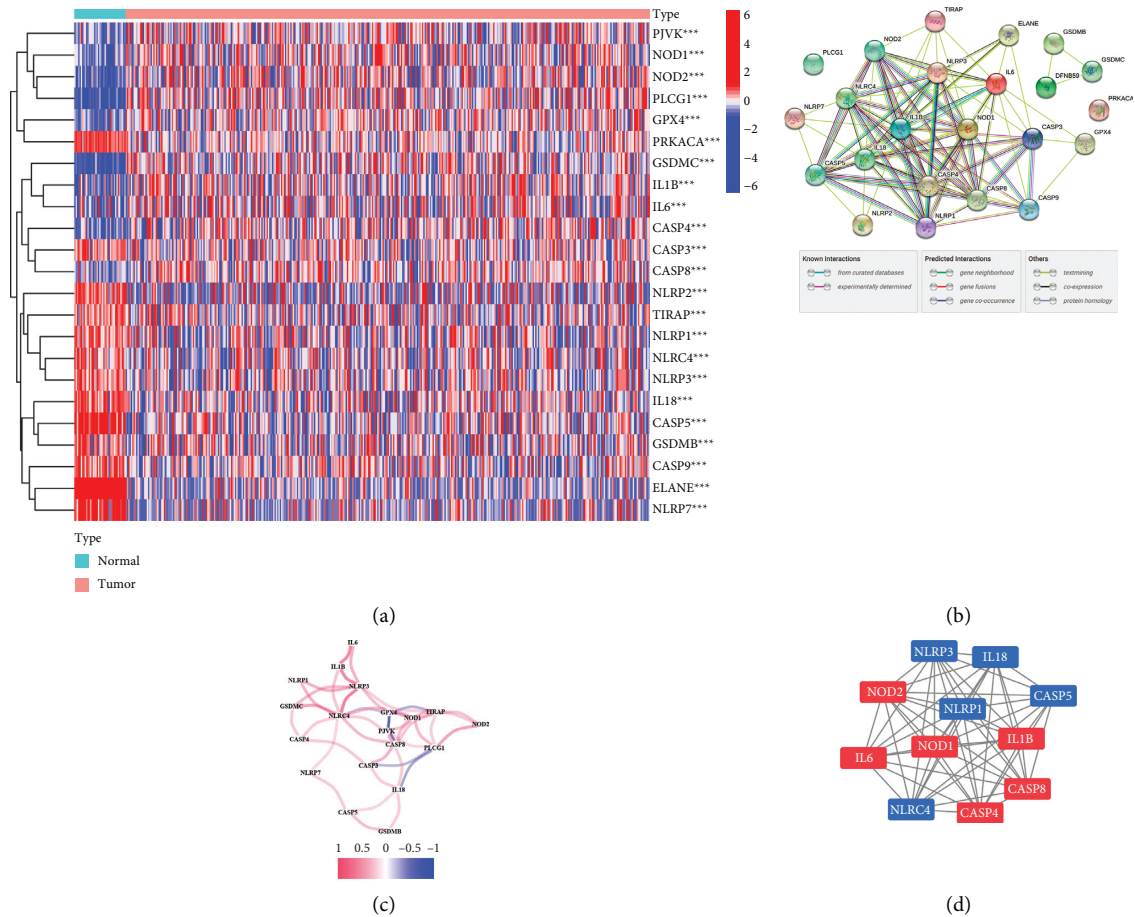 Type
PJVK***
NOD1***
NOD2***
PLCG1***
GPX4***
PRKACA***
GSDMC***
IL1B***
IL6***
CASP4***
CASP3***
CASP8***
NLRP2***
TIRAP***
NLRP1***
NLRC4***
NLRP3***
IL18***
CASP5***
GSDMB***
CASP9***
ELANE***
NLRP7***
6
4
2
0
−2
−4
−6
Type
Normal
Tumor
(a)
TIRAP
ELANE
GSDMB
NOD2
PLCG1
GSDMC
NLRP3
IL6
DFNB59
NLRC4
PRKACA
NLRP7
IL1B
NOD1
CASP3
GPX4
IL18
CASP5
CASP4
CASP8
CASP9
NLRP2
NLRP1
Known Interactions
from curated databases
experimentally determined
Predicted Interactions
gene neighborhood
gene fusions
gene co-occurrence
Others
textmining
co-expression
protein homology
(b)
IL6
IL1B
NLRP1
NLRP3
GSDMC
NLRC4
GPX4
TIRAP
NOD1
NOD2
PJVK
CASP4
CASP8
PLCG1
NLRP7
CASP3
IL18
CASP5
GSDMB
1 0.5 0 −0.5 −1
(c)
NLRP3
IL18
NOD2
CASP5
NLRP1
IL1B
NOD1
IL6
CASP8
NLRC4
CASP4
(d)